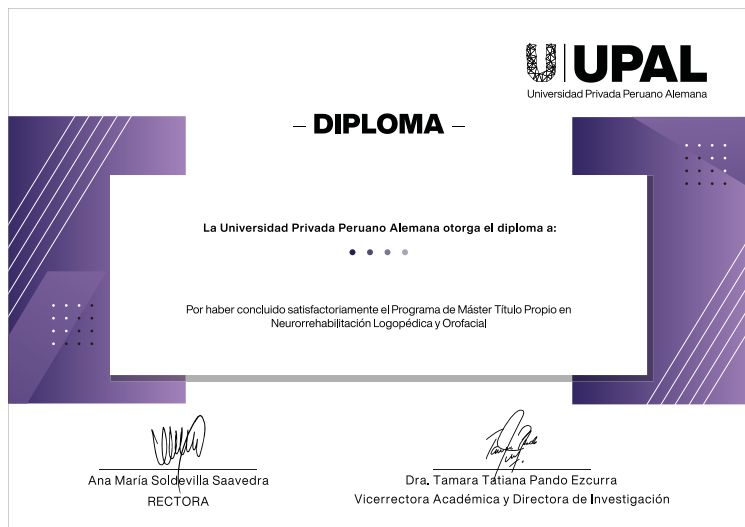 UPAL
Universidad Privada Peruano Alemana
– DIPLOMA –
La Universidad Privada Peruano Alemana otorga el diploma a:
Por haber concluido satisfactoriamente el Programa de Máster Título Propio en
Neurorrehabilitación Logopédica y Orofacial
Ana María Soldevilla Saavedra
RECTORA
Dra. Tamara Tatiana Pando Ezcurra
Vicerrectora Académica y Directora de Investigación